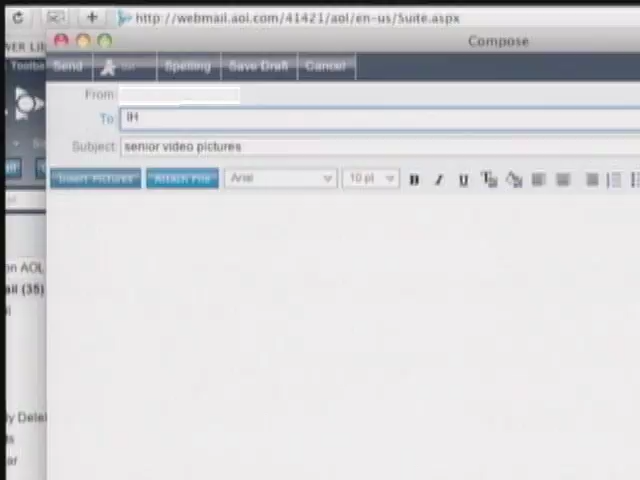 http://webmail.aol.com/41421/aol/en-us/Suite.aspx
Compose
Send
Spelling
Save Draft
Cancel
From:
To: IH
Subject: senior video pictures
Insert Pictures
Attach File
Arial
10 pt
B I U
AOL
(35)